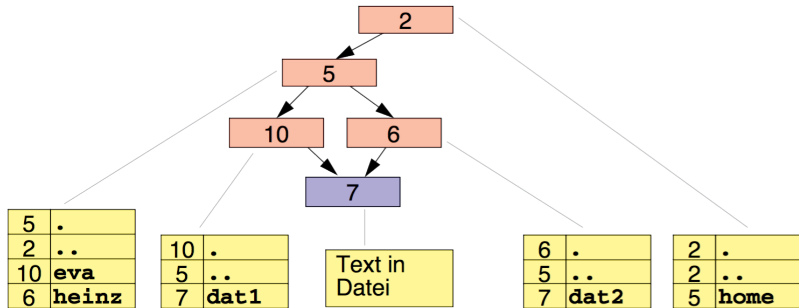 2
5
10 6
7
5 .
2 ..
10 eva
6 heinz
10 .
5 ..
7 dat1
Text in
Datei
6 .
5 ..
7 dat2
2 .
2 ..
5 home